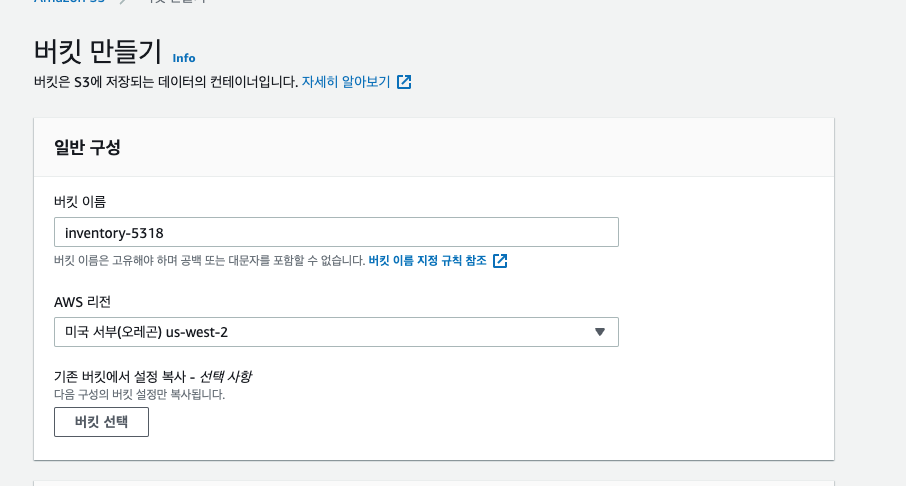 Amazon S3 > 버킷 만들기
버킷 만들기 Info
버킷은 S3에 저장되는 데이터의 컨테이너입니다. 자세히 알아보기
일반 구성
버킷 이름
inventory-5318
버킷 이름은 고유해야 하며 공백 또는 대문자를 포함할 수 없습니다. 버킷 이름 지정 규칙 참조
AWS 리전
미국 서부(오레곤) us-west-2
기존 버킷에서 설정 복사 - 선택 사항
다음 구성의 버킷 설정만 복사됩니다.
버킷 선택